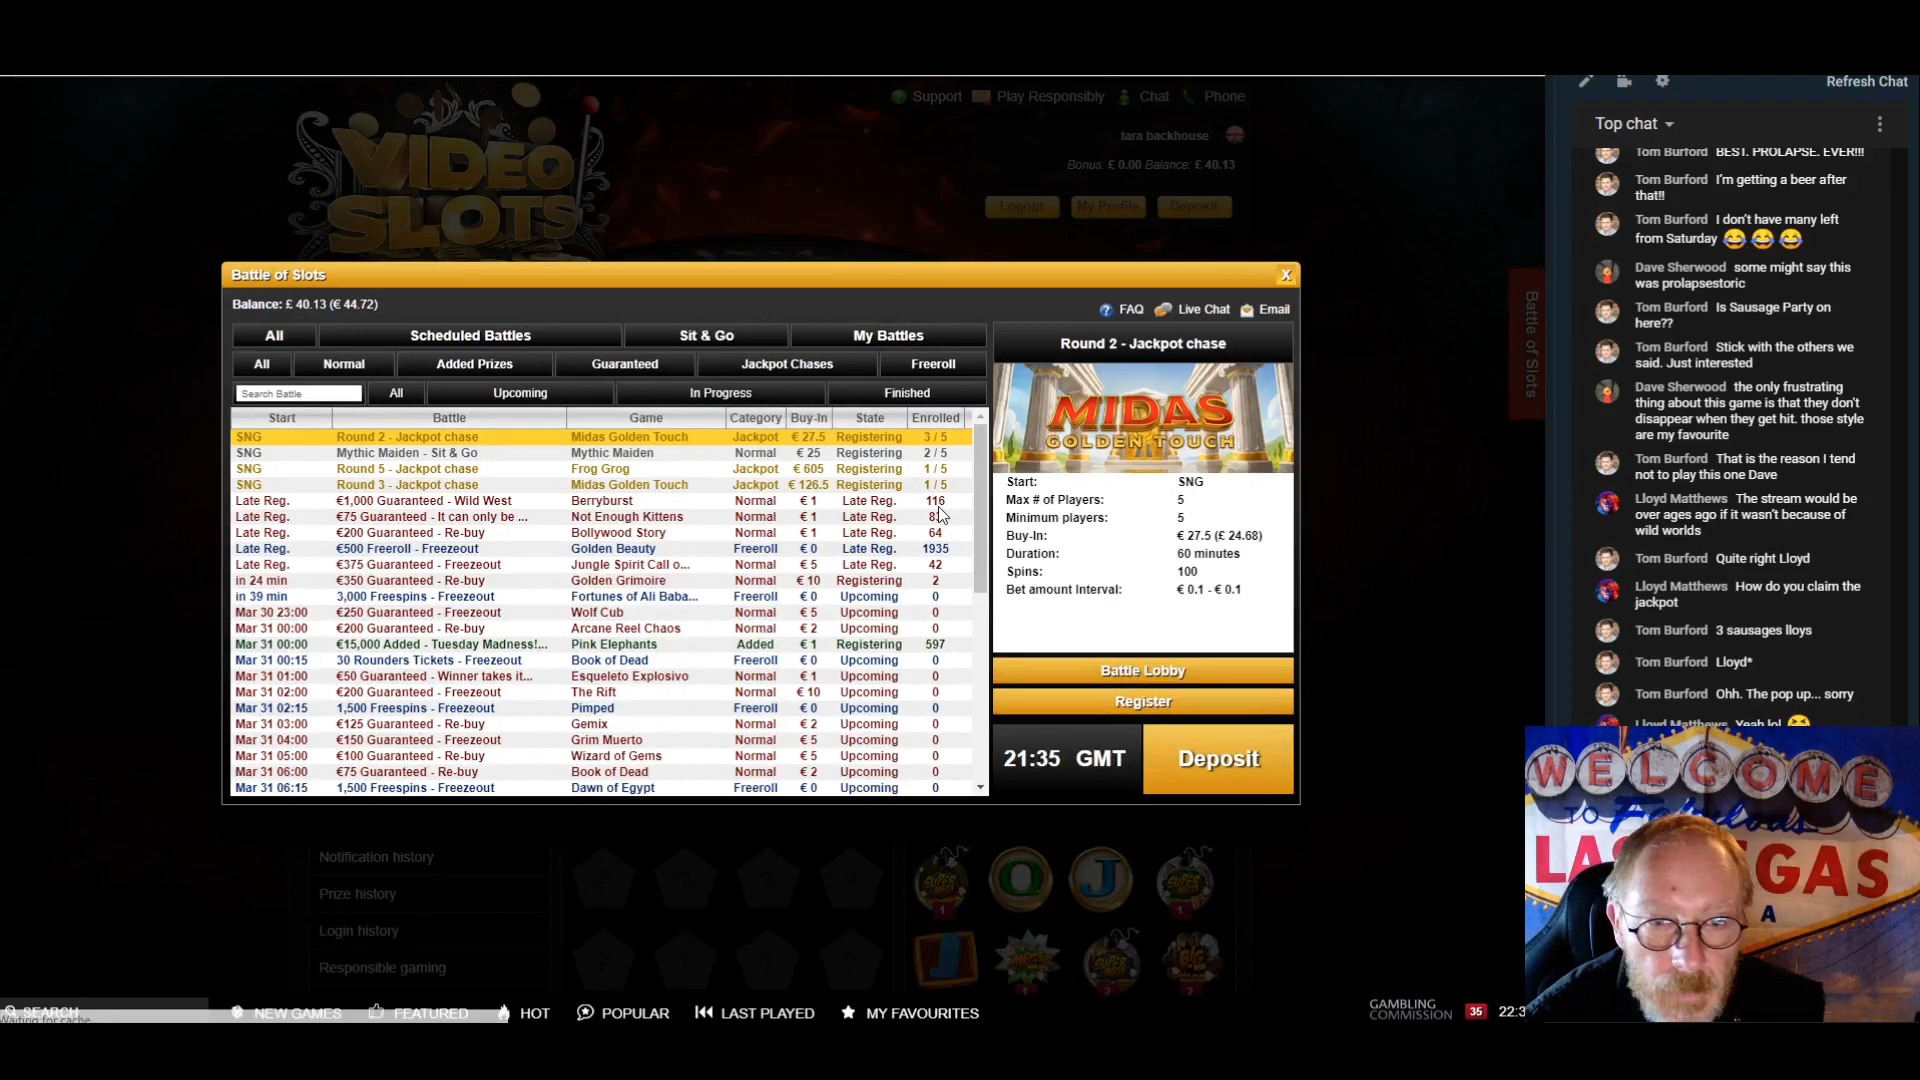 Support Play Responsibly Chat Phone
tara backhouse
Bonus: £ 0.00 Balance: £ 40.13
Logout My Profile Deposit
VIDEO
SLOTS
Battle of Slots X
Balance: £ 40.13 (€ 44.72)
FAQ Live Chat Email
All Scheduled Battles Sit & Go My Battles
All Normal Added Prizes Guaranteed Jackpot Chases Freeroll
Search Battle All Upcoming In Progress Finished
Start Battle Game Category Buy-In State Enrolled
SNG Round 2 - Jackpot chase Midas Golden Touch Jackpot € 27.5 Registering 3 / 5
SNG Mythic Maiden - Sit & Go Mythic Maiden Normal € 25 Registering 2 / 5
SNG Round 5 - Jackpot chase Frog Grog Jackpot € 605 Registering 1 / 5
SNG Round 3 - Jackpot chase Midas Golden Touch Jackpot € 126.5 Registering 1 / 5
Late Reg. €1,000 Guaranteed - Wild West Berryburst Normal € 1 Late Reg. 116
Late Reg. €75 Guaranteed - It can only be ... Not Enough Kittens Normal € 1 Late Reg.
Late Reg. €200 Guaranteed - Re-buy Bollywood Story Normal € 1 Late Reg. 64
Late Reg. €500 Freeroll - Freezeout Golden Beauty Freeroll € 0 Late Reg. 1935
Late Reg. €375 Guaranteed - Freezeout Jungle Spirit Call o... Normal € 5 Late Reg. 42
in 24 min €350 Guaranteed - Re-buy Golden Grimoire Normal € 10 Registering 2
in 39 min 3,000 Freespins - Freezeout Fortunes of Ali Baba... Freeroll € 0 Upcoming 0
Mar 30 23:00 €250 Guaranteed - Freezeout Wolf Cub Normal € 5 Upcoming 0
Mar 31 00:00 €200 Guaranteed - Re-buy Arcane Reel Chaos Normal € 2 Upcoming 0
Mar 31 00:00 €15,000 Added - Tuesday Madness!... Pink Elephants Added € 1 Registering 597
Mar 31 00:15 30 Rounders Tickets - Freezeout Book of Dead Freeroll € 0 Upcoming 0
Mar 31 01:00 €50 Guaranteed - Winner takes it... Esqueleto Explosivo Normal € 1 Upcoming 0
Mar 31 02:00 €200 Guaranteed - Freezeout The Rift Normal € 10 Upcoming 0
Mar 31 02:15 1,500 Freespins - Freezeout Pimped Freeroll € 0 Upcoming 0
Mar 31 03:00 €125 Guaranteed - Re-buy Gemix Normal € 2 Upcoming 0
Mar 31 04:00 €150 Guaranteed - Freezeout Grim Muerto Normal € 5 Upcoming 0
Mar 31 05:00 €100 Guaranteed - Re-buy Wizard of Gems Normal € 5 Upcoming 0
Mar 31 06:00 €75 Guaranteed - Re-buy Book of Dead Normal € 2 Upcoming 0
Mar 31 06:15 1,500 Freespins - Freezeout Dawn of Egypt Freeroll € 0 Upcoming 0
Round 2 - Jackpot chase
MIDAS
GOLDEN TOUCH
Start: SNG
Max # of Players: 5
Minimum players: 5
Buy-In: € 27.5 (£ 24.68)
Duration: 60 minutes
Spins: 100
Bet amount Interval: € 0.1 - € 0.1
Battle Lobby
Register
21:35 GMT Deposit
Battle of Slots
Notification history
Prize history
Login history
Responsible gaming
Q J
SEARCH NEW GAMES FEATURED HOT POPULAR LAST PLAYED MY FAVOURITES
GAMBLING
COMMISSION
35
22:3
Refresh Chat
Top chat
Tom Burford BEST. PROLAPSE. EVER!!!
Tom Burford I'm getting a beer after
that!!
Tom Burford I don't have many left
from Saturday 😂 😂 😂
Dave Sherwood some might say this
was prolapsestoric
Tom Burford Is Sausage Party on
here??
Tom Burford Stick with the others we
said. Just interested
Dave Sherwood the only frustrating
thing about this game is that they don't
disappear when they get hit. those style
are my favourite
Tom Burford That is the reason I tend
not to play this one Dave
Lloyd Matthews The stream would be
over ages ago if it wasn't because of
wild worlds
Tom Burford Quite right Lloyd
Lloyd Matthews How do you claim the
jackpot
Tom Burford 3 sausages lloys
Tom Burford Lloyd*
Tom Burford Ohh. The pop up... sorry
Lloyd Matthews Yeah lol
WELCOME
TO Fabulous
LAS VEGAS
A